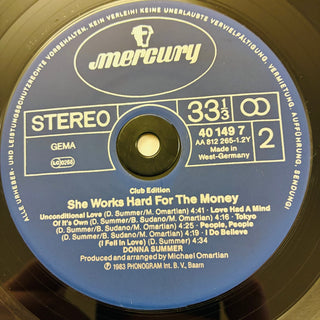 ALLE URHEBER- UND LEISTUNGSSCHUTZRECHTE VORBEHALTEN. KEIN VERLEIH! KEINE UNERLAUBTE VERVIELFÄLTIGUNG, VERMIETUNG, AUFFÜHRUNG, SENDUNG!
mercury
STEREO
33 1/3
GEMA
40 149 7
AA 812 265-1.2Y
Made in
West-Germany
2
Club Edition
She Works Hard For The Money
Unconditional Love (D. Summer/M. Omartian) 4:41 · Love Had A Mind
Of It's Own (D. Summer/B. Sudano/M. Omartian) 4:16 · Tokyo
(D. Summer/B. Sudano/M. Omartian) 4:25 · People, People
(D. Summer/B. Sudano/M. Omartian) 4:19 · I Do Believe
(I Fell In Love) (D. Summer) 4:34
DONNA SUMMER
Produced and arranged by Michael Omartian
℗ 1983 PHONOGRAM Int. B. V., Baarn